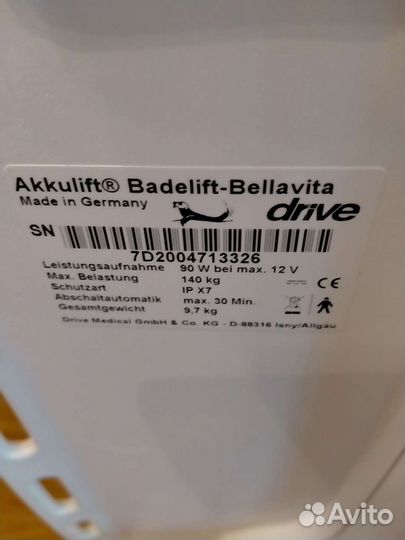 Akkulift® Badelift-Bellavita
Made in Germany
drive
SN
7D2004713326
Leistungsaufnahme 90 W bei max. 12 V
Max. Belastung 140 kg
Schutzart IP X7
Abschaltautomatik max. 30 Min.
Gesamtgewicht 9,7 kg
CE
Drive Medical GmbH & Co. KG - D-88316 Isny/Allgäu
Avito